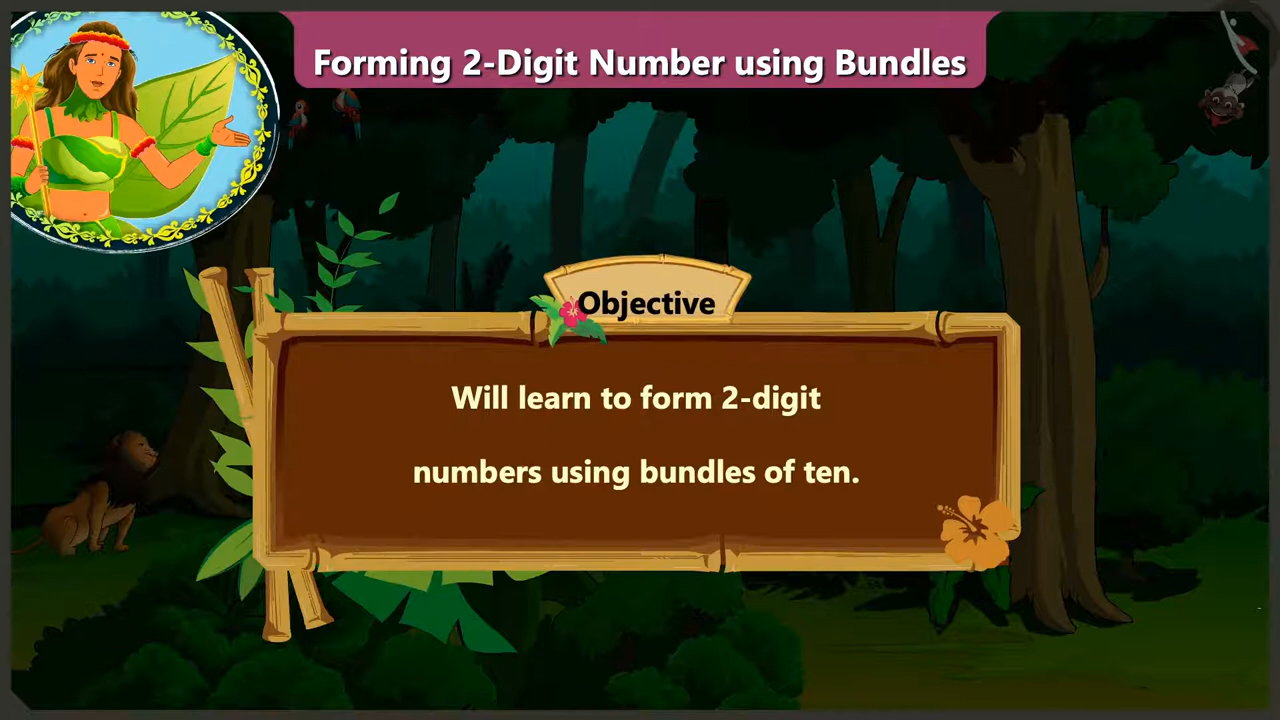 Forming 2-Digit Number using Bundles
Objective
Will learn to form 2-digit
numbers using bundles of ten.